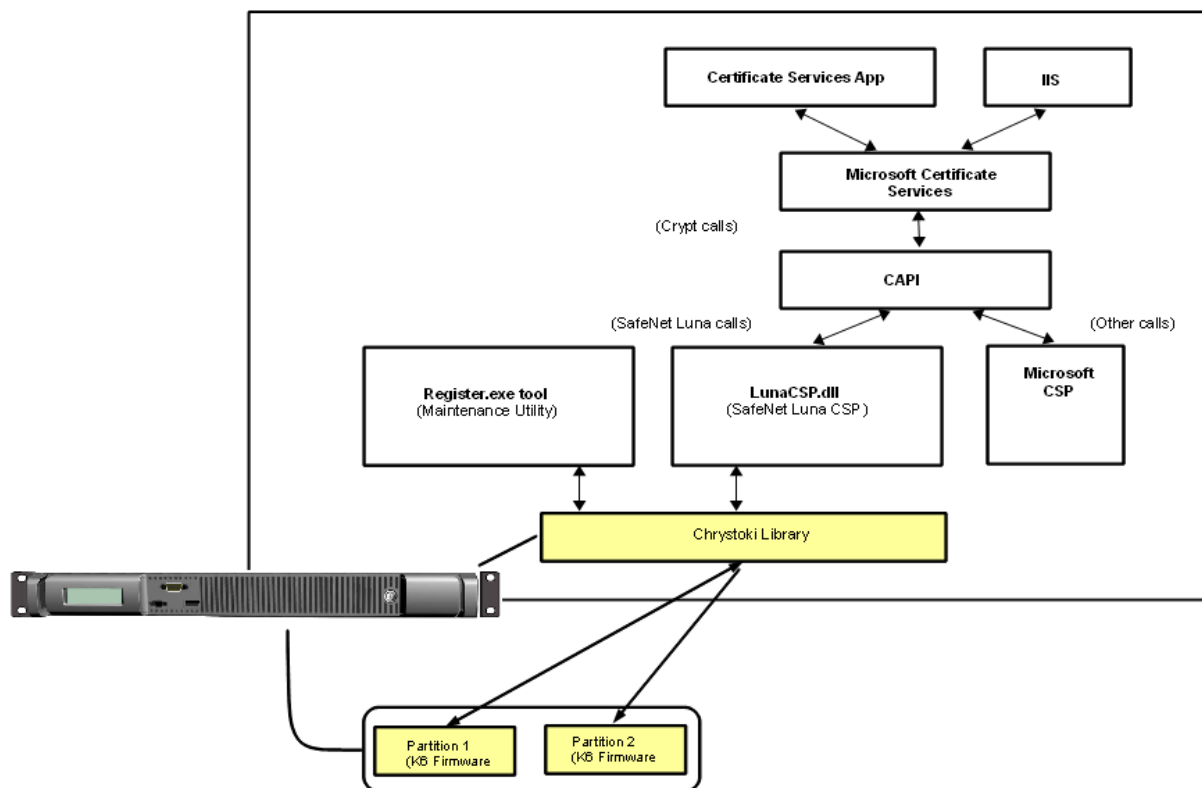 Certificate Services App
IIS
Microsoft Certificate
Services
(Crypt calls)
CAPI
(SafeNet Luna calls)
(Other calls)
Register.exe tool
(Maintenance Utility)
LunaCSP.dll
(SafeNet Luna CSP )
Microsoft
CSP
Chrystoki Library
Partition 1
(K6 Firmware
Partition 2
(K6 Firmware